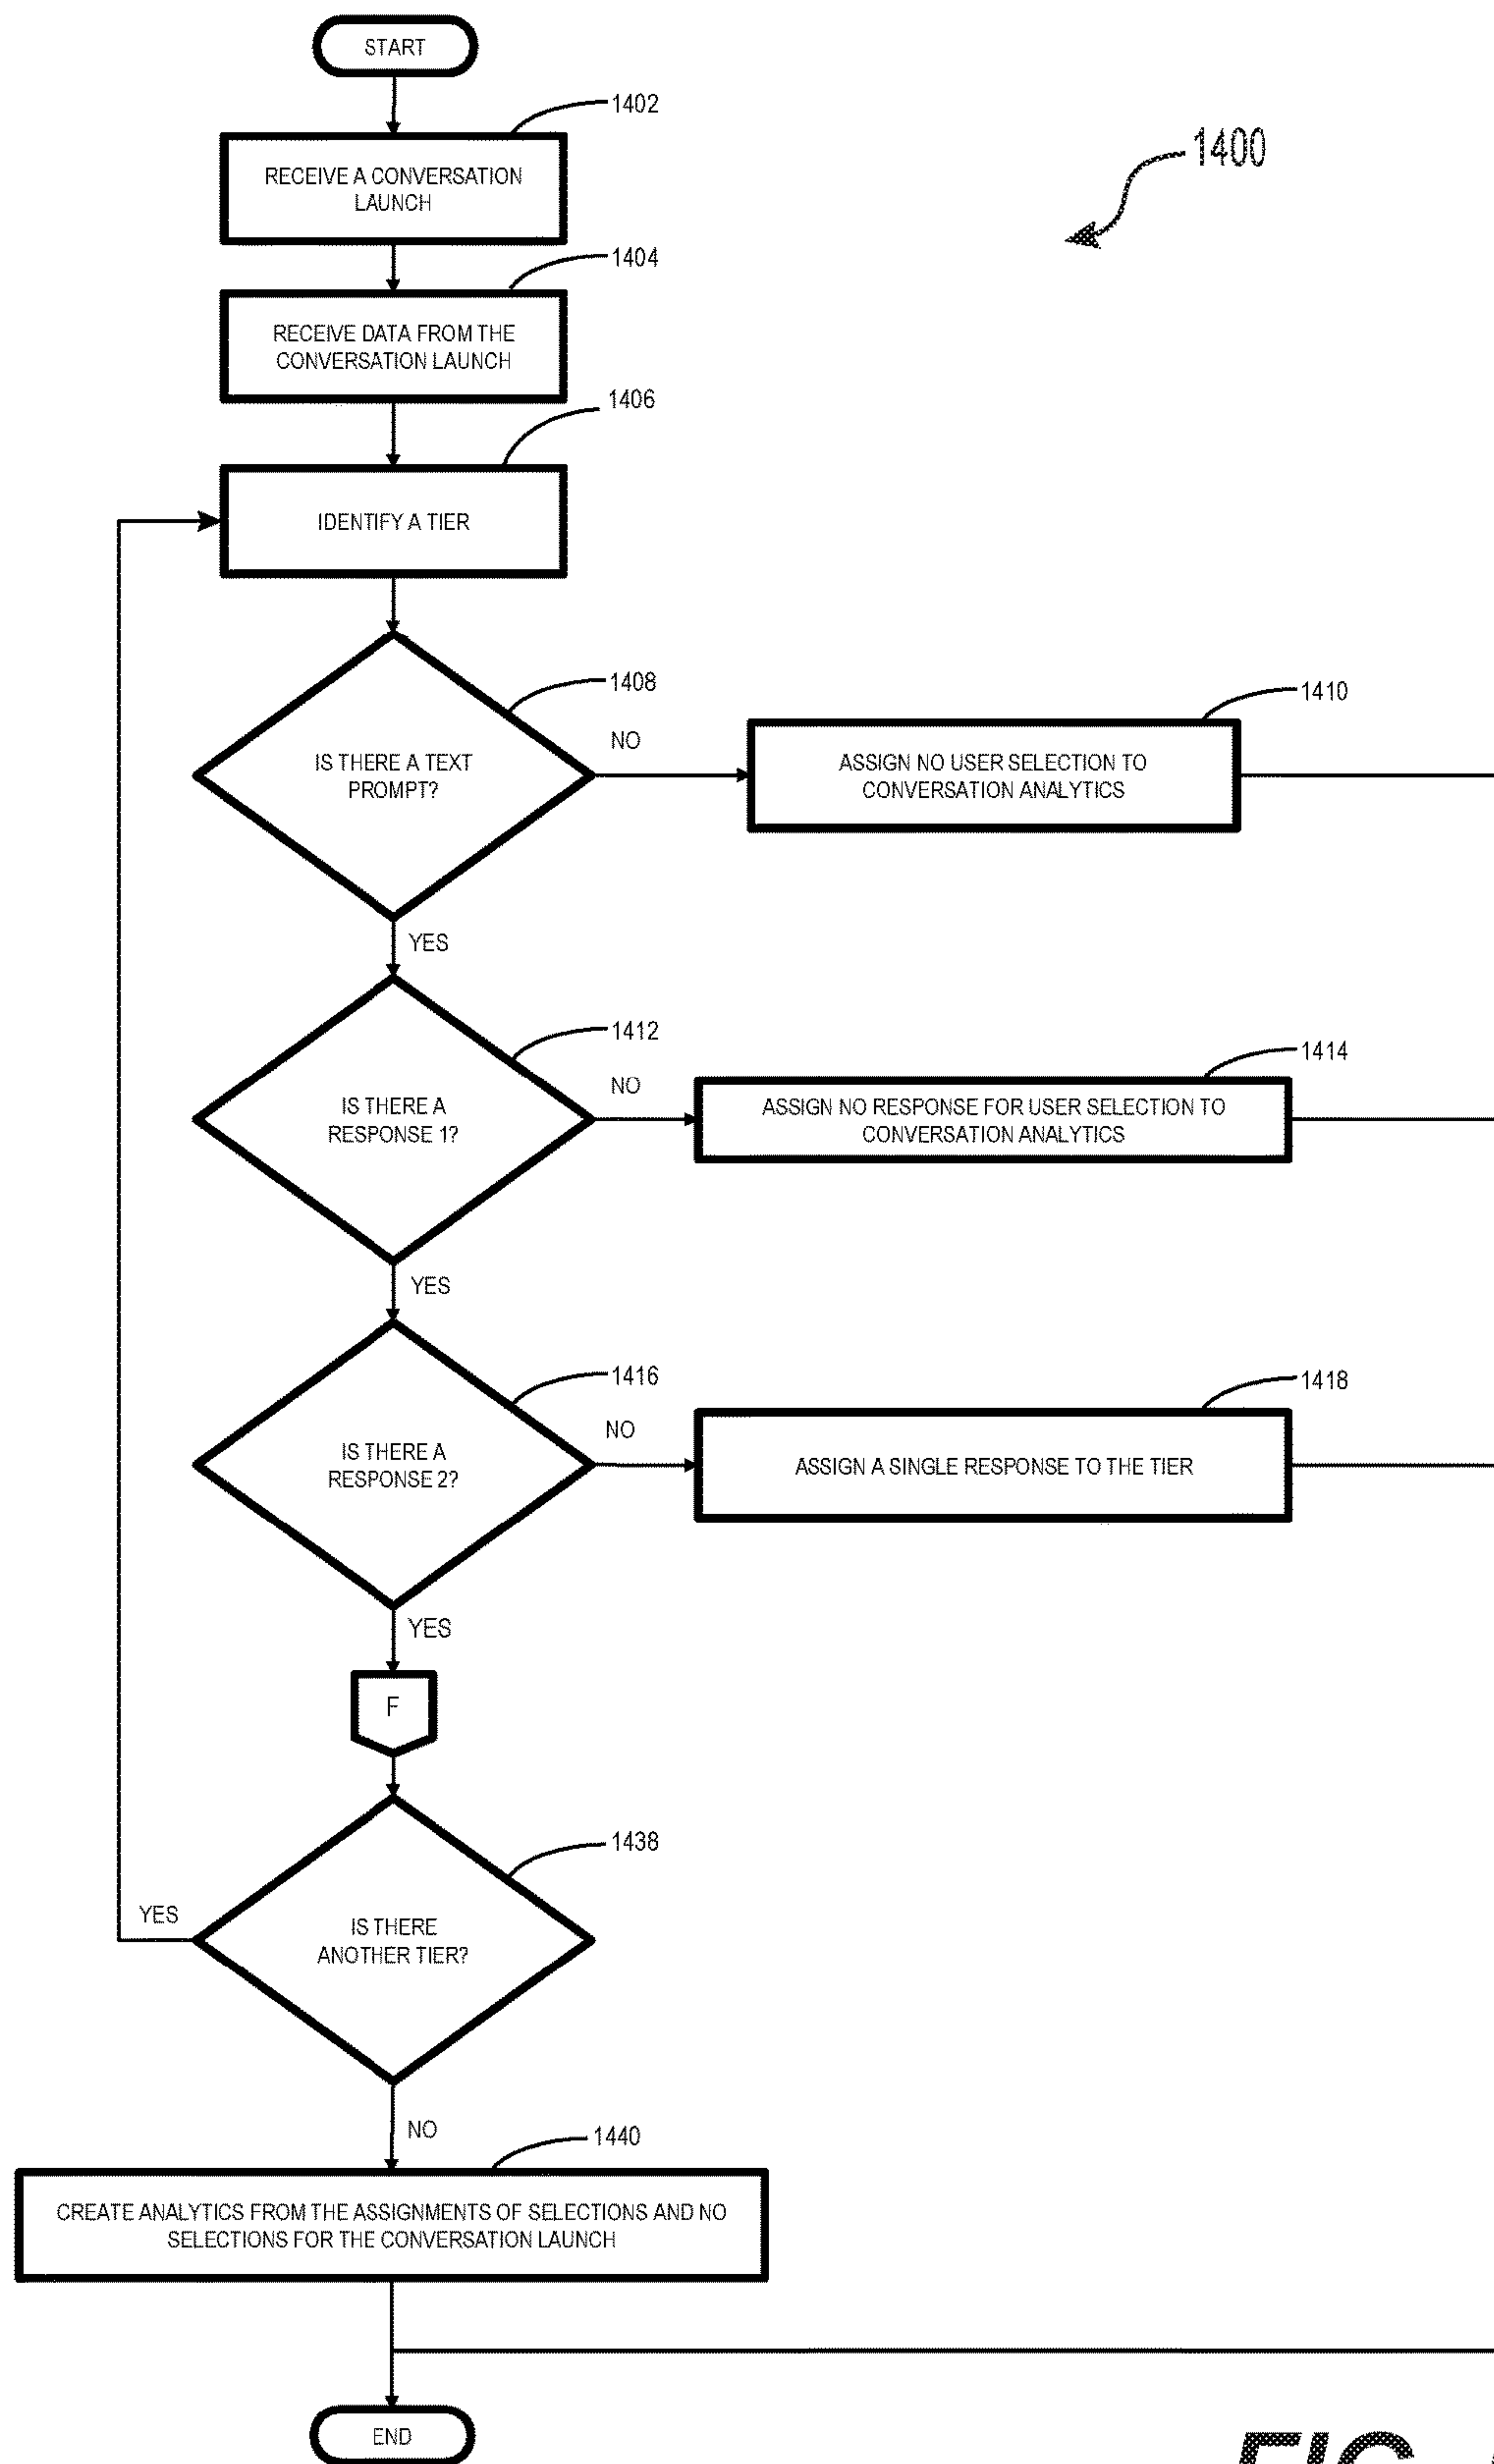 START
1402
RECEIVE A CONVERSATION
LAUNCH
1400
1404
RECEIVE DATA FROM THE
CONVERSATION LAUNCH
1406
IDENTIFY A TIER
1408
IS THERE A TEXT
PROMPT?
NO
1410
ASSIGN NO USER SELECTION TO
CONVERSATION ANALYTICS
YES
1412
IS THERE A
RESPONSE 1?
NO
1414
ASSIGN NO RESPONSE FOR USER SELECTION TO
CONVERSATION ANALYTICS
YES
1416
IS THERE A
RESPONSE 2?
NO
1418
ASSIGN A SINGLE RESPONSE TO THE TIER
YES
F
1438
IS THERE
ANOTHER TIER?
YES
NO
1440
CREATE ANALYTICS FROM THE ASSIGNMENTS OF SELECTIONS AND NO
SELECTIONS FOR THE CONVERSATION LAUNCH
END
FIG.